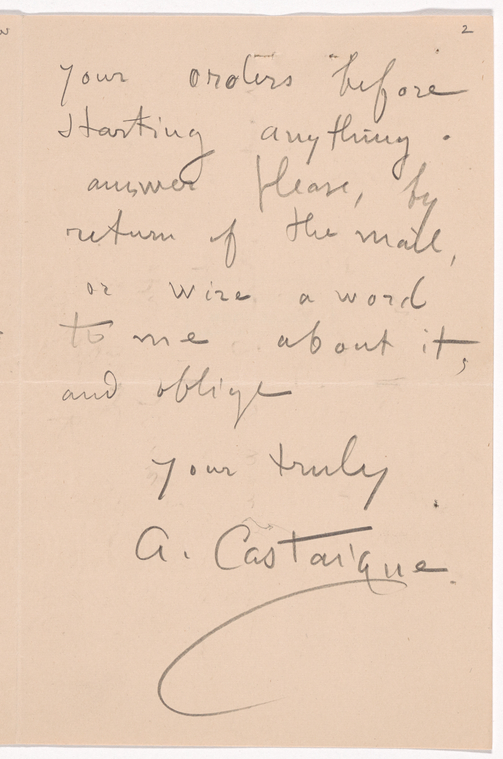 2
your orders before
starting anything.
answer please, by
return of the mail,
or wire a word
to me about it,
and oblige
your truly
A. Castaigne.